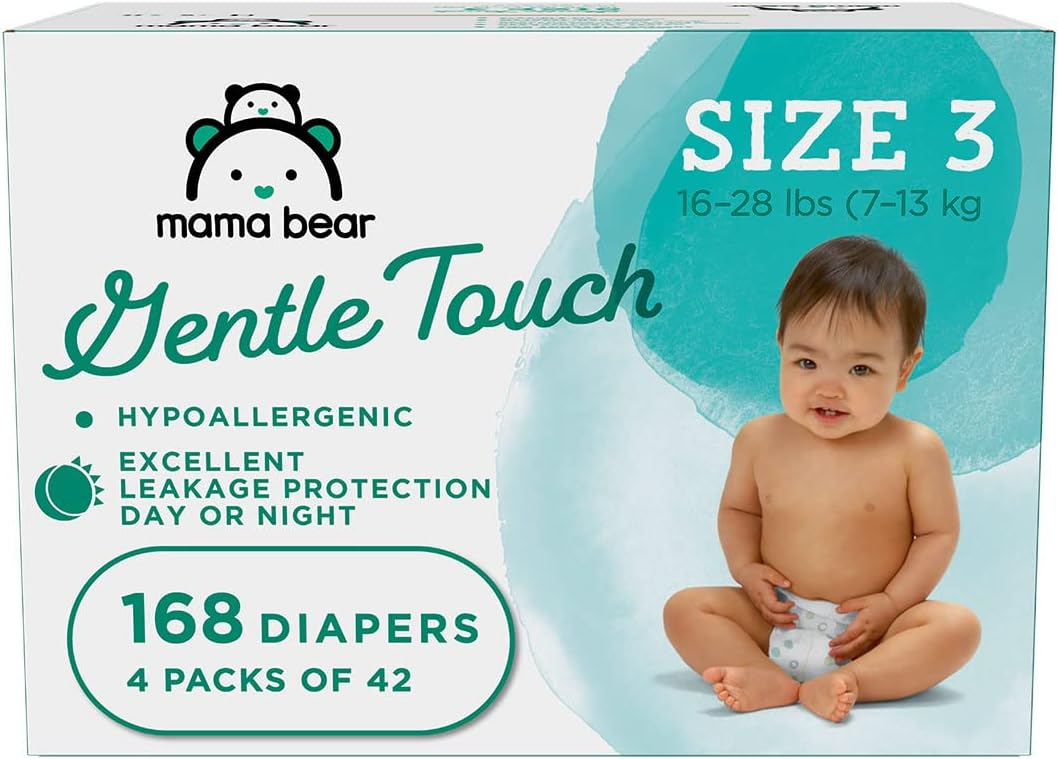 mama bear
Gentle Touch
HYPOALLERGENIC
EXCELLENT
LEAKAGE PROTECTION
DAY OR NIGHT
168 DIAPERS
4 PACKS OF 42
SIZE 3
16–28 lbs (7–13 kg